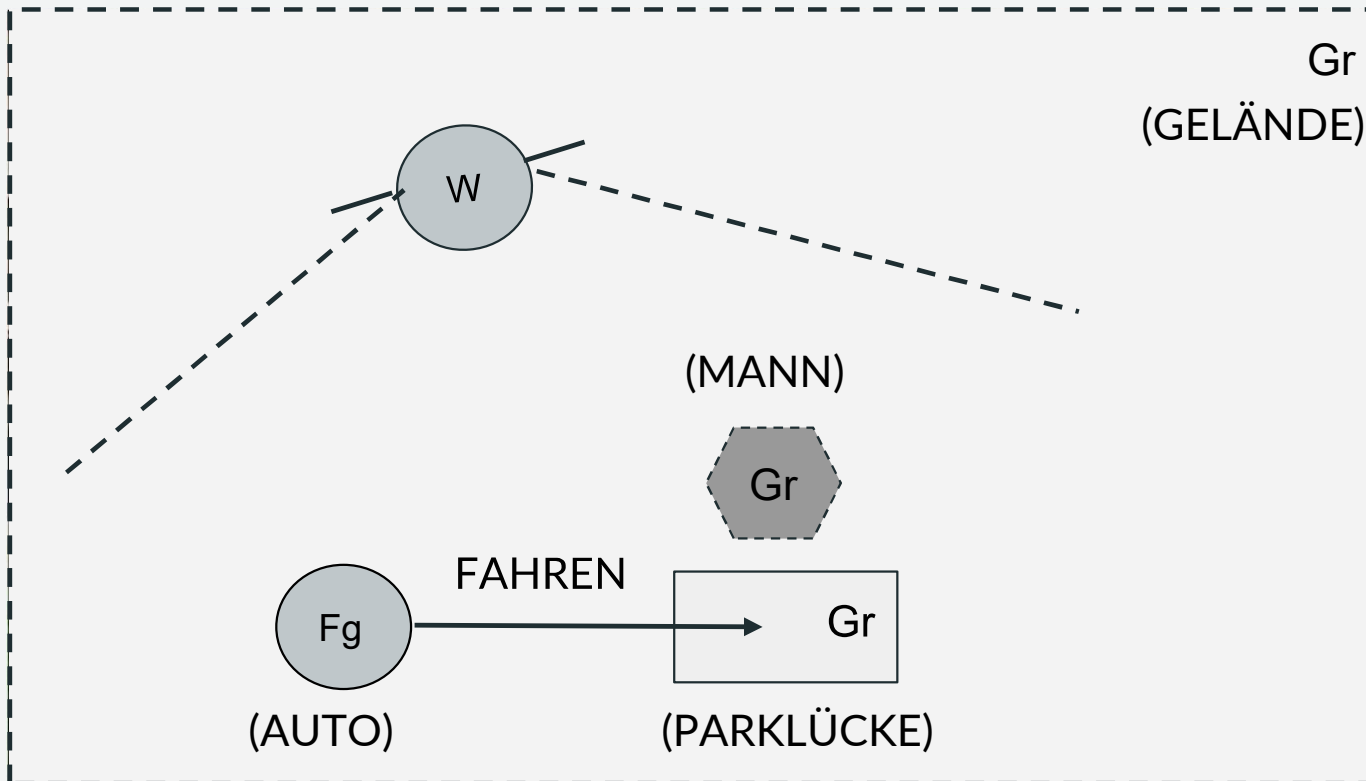 Gr
(GELÄNDE)
W
(MANN)
Gr
FAHREN
Fg
Gr
(AUTO)
(PARKLÜCKE)